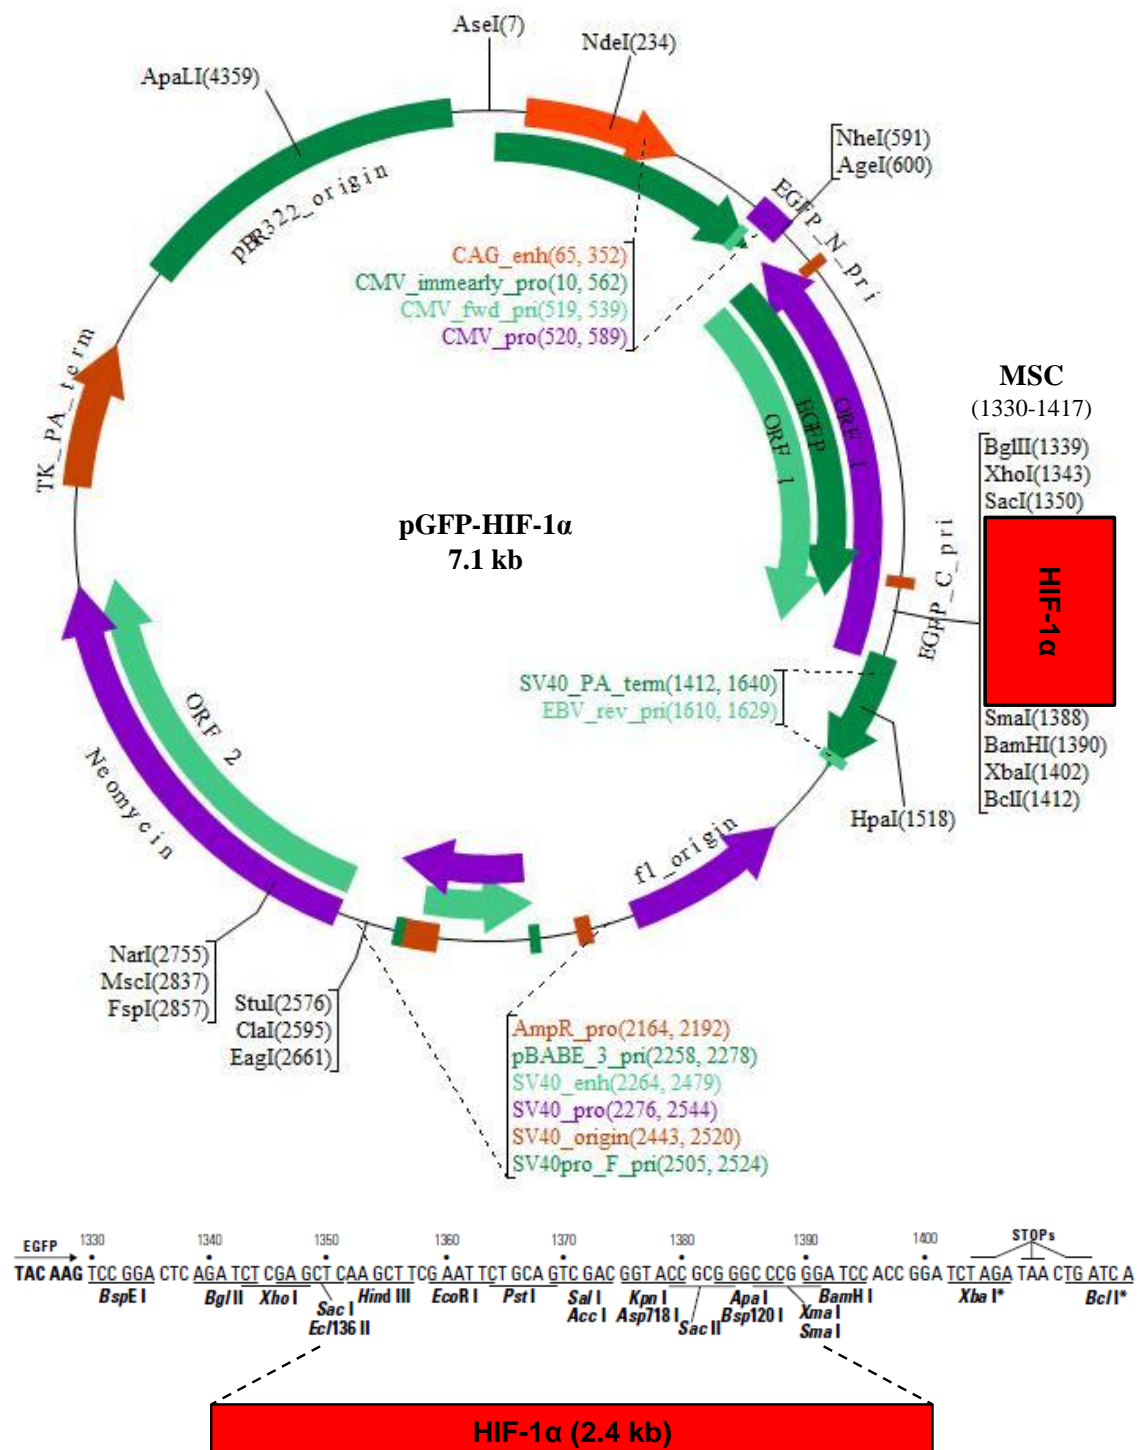 AseI(7)
NdeI(234)
ApaLI(4359)
NheI(591)
AgeI(600)
pBR322_origin
EGFP_N_pri
CAG_enh(65, 352)
CMV_immearly_pro(10, 562)
CMV_fwd_pri(519, 539)
CMV_pro(520, 589)
TK_PA_term
MSC
(1330-1417)
BglII(1339)
XhoI(1343)
SacI(1350)
ORF 1
EGFP
ORF 1
pGFP-HIF-1α
7.1 kb
HIF-1α
EGFP_C_pri
SV40_PA_term(1412, 1640)
EBV_rev_pri(1610, 1629)
SmaI(1388)
BamHI(1390)
XbaI(1402)
BclI(1412)
HpaI(1518)
ORF 2
Neomycin
f1_origin
NarI(2755)
MscI(2837)
FspI(2857)
StuI(2576)
ClaI(2595)
EagI(2661)
AmpR_pro(2164, 2192)
pBABE_3_pri(2258, 2278)
SV40_enh(2264, 2479)
SV40_pro(2276, 2544)
SV40_origin(2443, 2520)
SV40pro_F_pri(2505, 2524)
EGFP 1330 1340 1350 1360 1370 1380 1390 1400 STOPs
TAC AAG TCC GGA CTC AGA TCT CGA GCT CAA GCT TCG AAT TCT GCA GTC GAC GGT ACC GCG GGC CCG GGA TCC ACC GGA TCT AGA TAA CTG ATC A
BspE I Bgl II Xho I Hind III EcoR I Pst I Sal I Kpn I Apa I BamH I Xba I* Bcl I*
Sac I Acc I Asp718 I Bsp120 I Xma I
Ecl136 II Sac II Sma I
HIF-1α (2.4 kb)